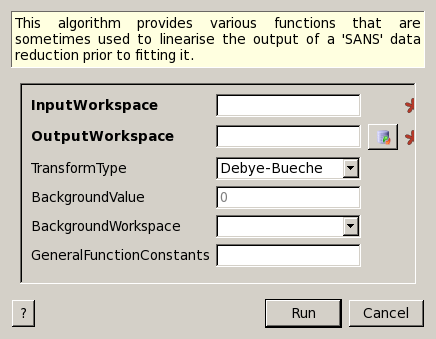 This algorithm provides various functions that are
sometimes used to linearise the output of a 'SANS' data
reduction prior to fitting it.
InputWorkspace
OutputWorkspace
TransformType Debye-Bueche
BackgroundValue 0
BackgroundWorkspace
GeneralFunctionConstants
? Run Cancel